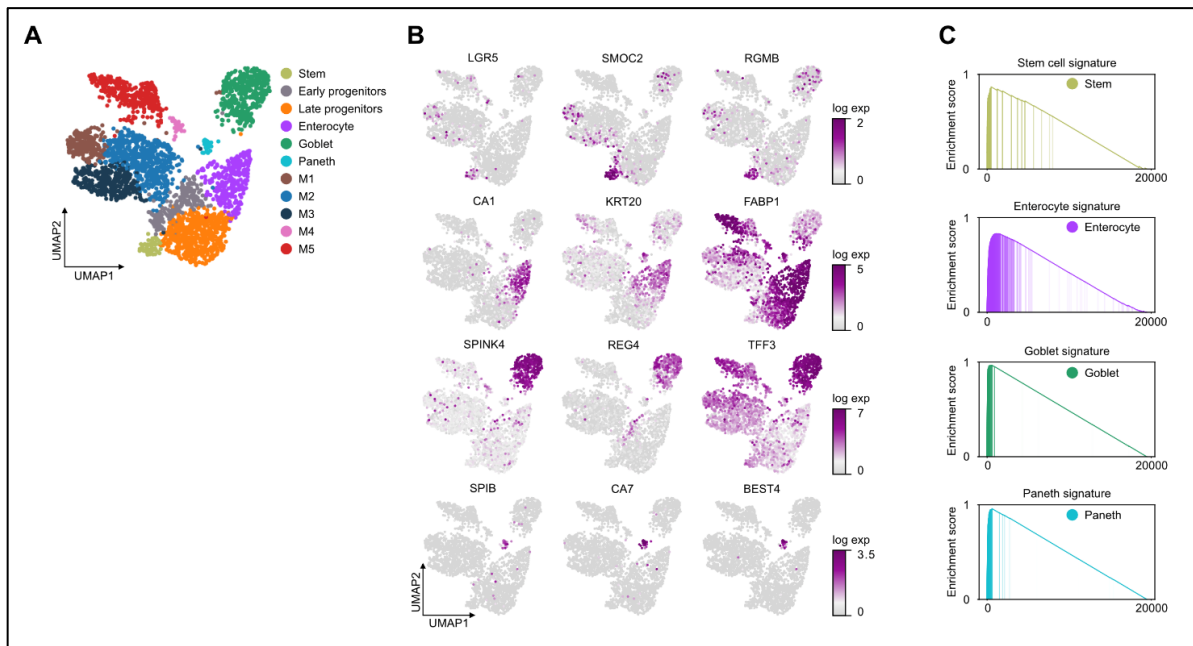 A
Stem
Early progenitors
Late progenitors
Enterocyte
Goblet
Paneth
M1
M2
M3
M4
M5
UMAP2
UMAP1
B
LGR5 SMOC2 RGMB
log exp
2
0
CA1 KRT20 FABP1
log exp
5
0
SPINK4 REG4 TFF3
log exp
7
0
SPIB CA7 BEST4
log exp
3.5
0
UMAP2
UMAP1
C
Stem cell signature
Enrichment score
1
0
Stem
0 20000
Enterocyte signature
Enrichment score
1
0
Enterocyte
0 20000
Goblet signature
Enrichment score
1
0
Goblet
0 20000
Paneth signature
Enrichment score
1
0
Paneth
0 20000